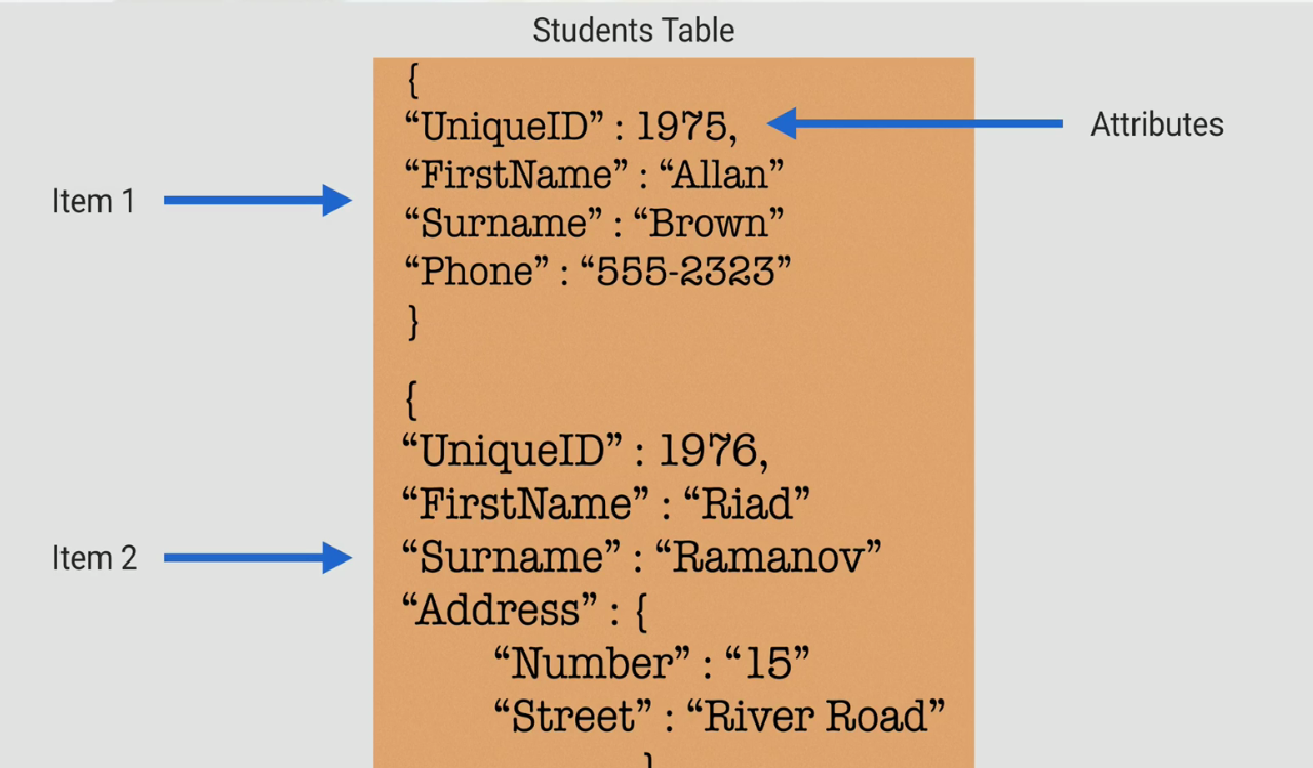 Students Table
{
“UniqueID” : 1975,
Attributes
“FirstName” : “Allan”
Item 1
“Surname” : “Brown”
“Phone” : “555-2323”
}
{
“UniqueID” : 1976,
“FirstName” : “Riad”
Item 2
“Surname” : “Ramanov”
“Address” : {
“Number” : “15”
“Street” : “River Road”
}